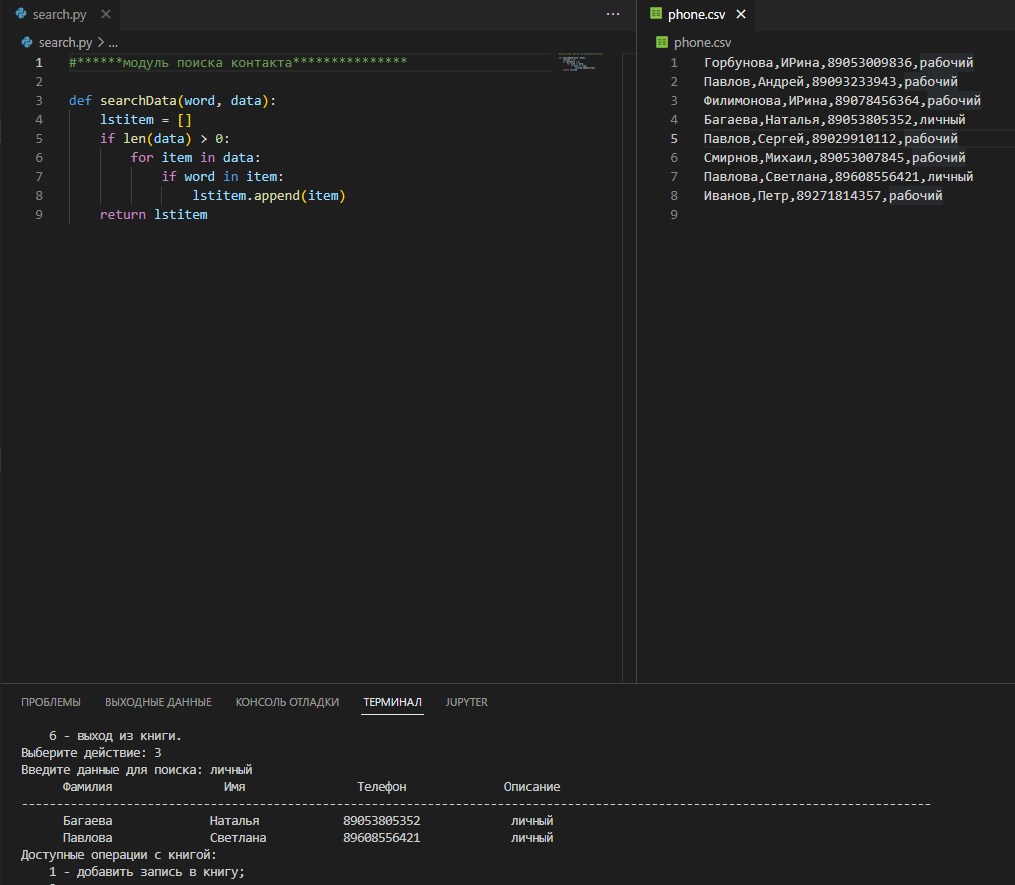 search.py
search.py > ...
1 #******модуль поиска контакта***************
2
3 def searchData(word, data):
4 lstitem = []
5 if len(data) > 0:
6 for item in data:
7 if word in item:
8 lstitem.append(item)
9 return lstitem
phone.csv
phone.csv
1 Горбунова,ИРина,89053009836,рабочий
2 Павлов,Андрей,89093233943,рабочий
3 Филимонова,ИРина,89078456364,рабочий
4 Багаева,Наталья,89053805352,личный
5 Павлов,Сергей,89029910112,рабочий
6 Смирнов,Михаил,89053007845,рабочий
7 Павлова,Светлана,89608556421,личный
8 Иванов,Петр,89271814357,рабочий
9
ПРОБЛЕМЫ ВЫХОДНЫЕ ДАННЫЕ КОНСОЛЬ ОТЛАДКИ ТЕРМИНАЛ JUPYTER
6 - выход из книги.
Выберите действие: 3
Введите данные для поиска: личный
Фамилия Имя Телефон Описание
----------------------------------------------------------------------------------------------------------------------------------
Багаева Наталья 89053805352 личный
Павлова Светлана 89608556421 личный
Доступные операции с книгой:
1 - добавить запись в книгу;